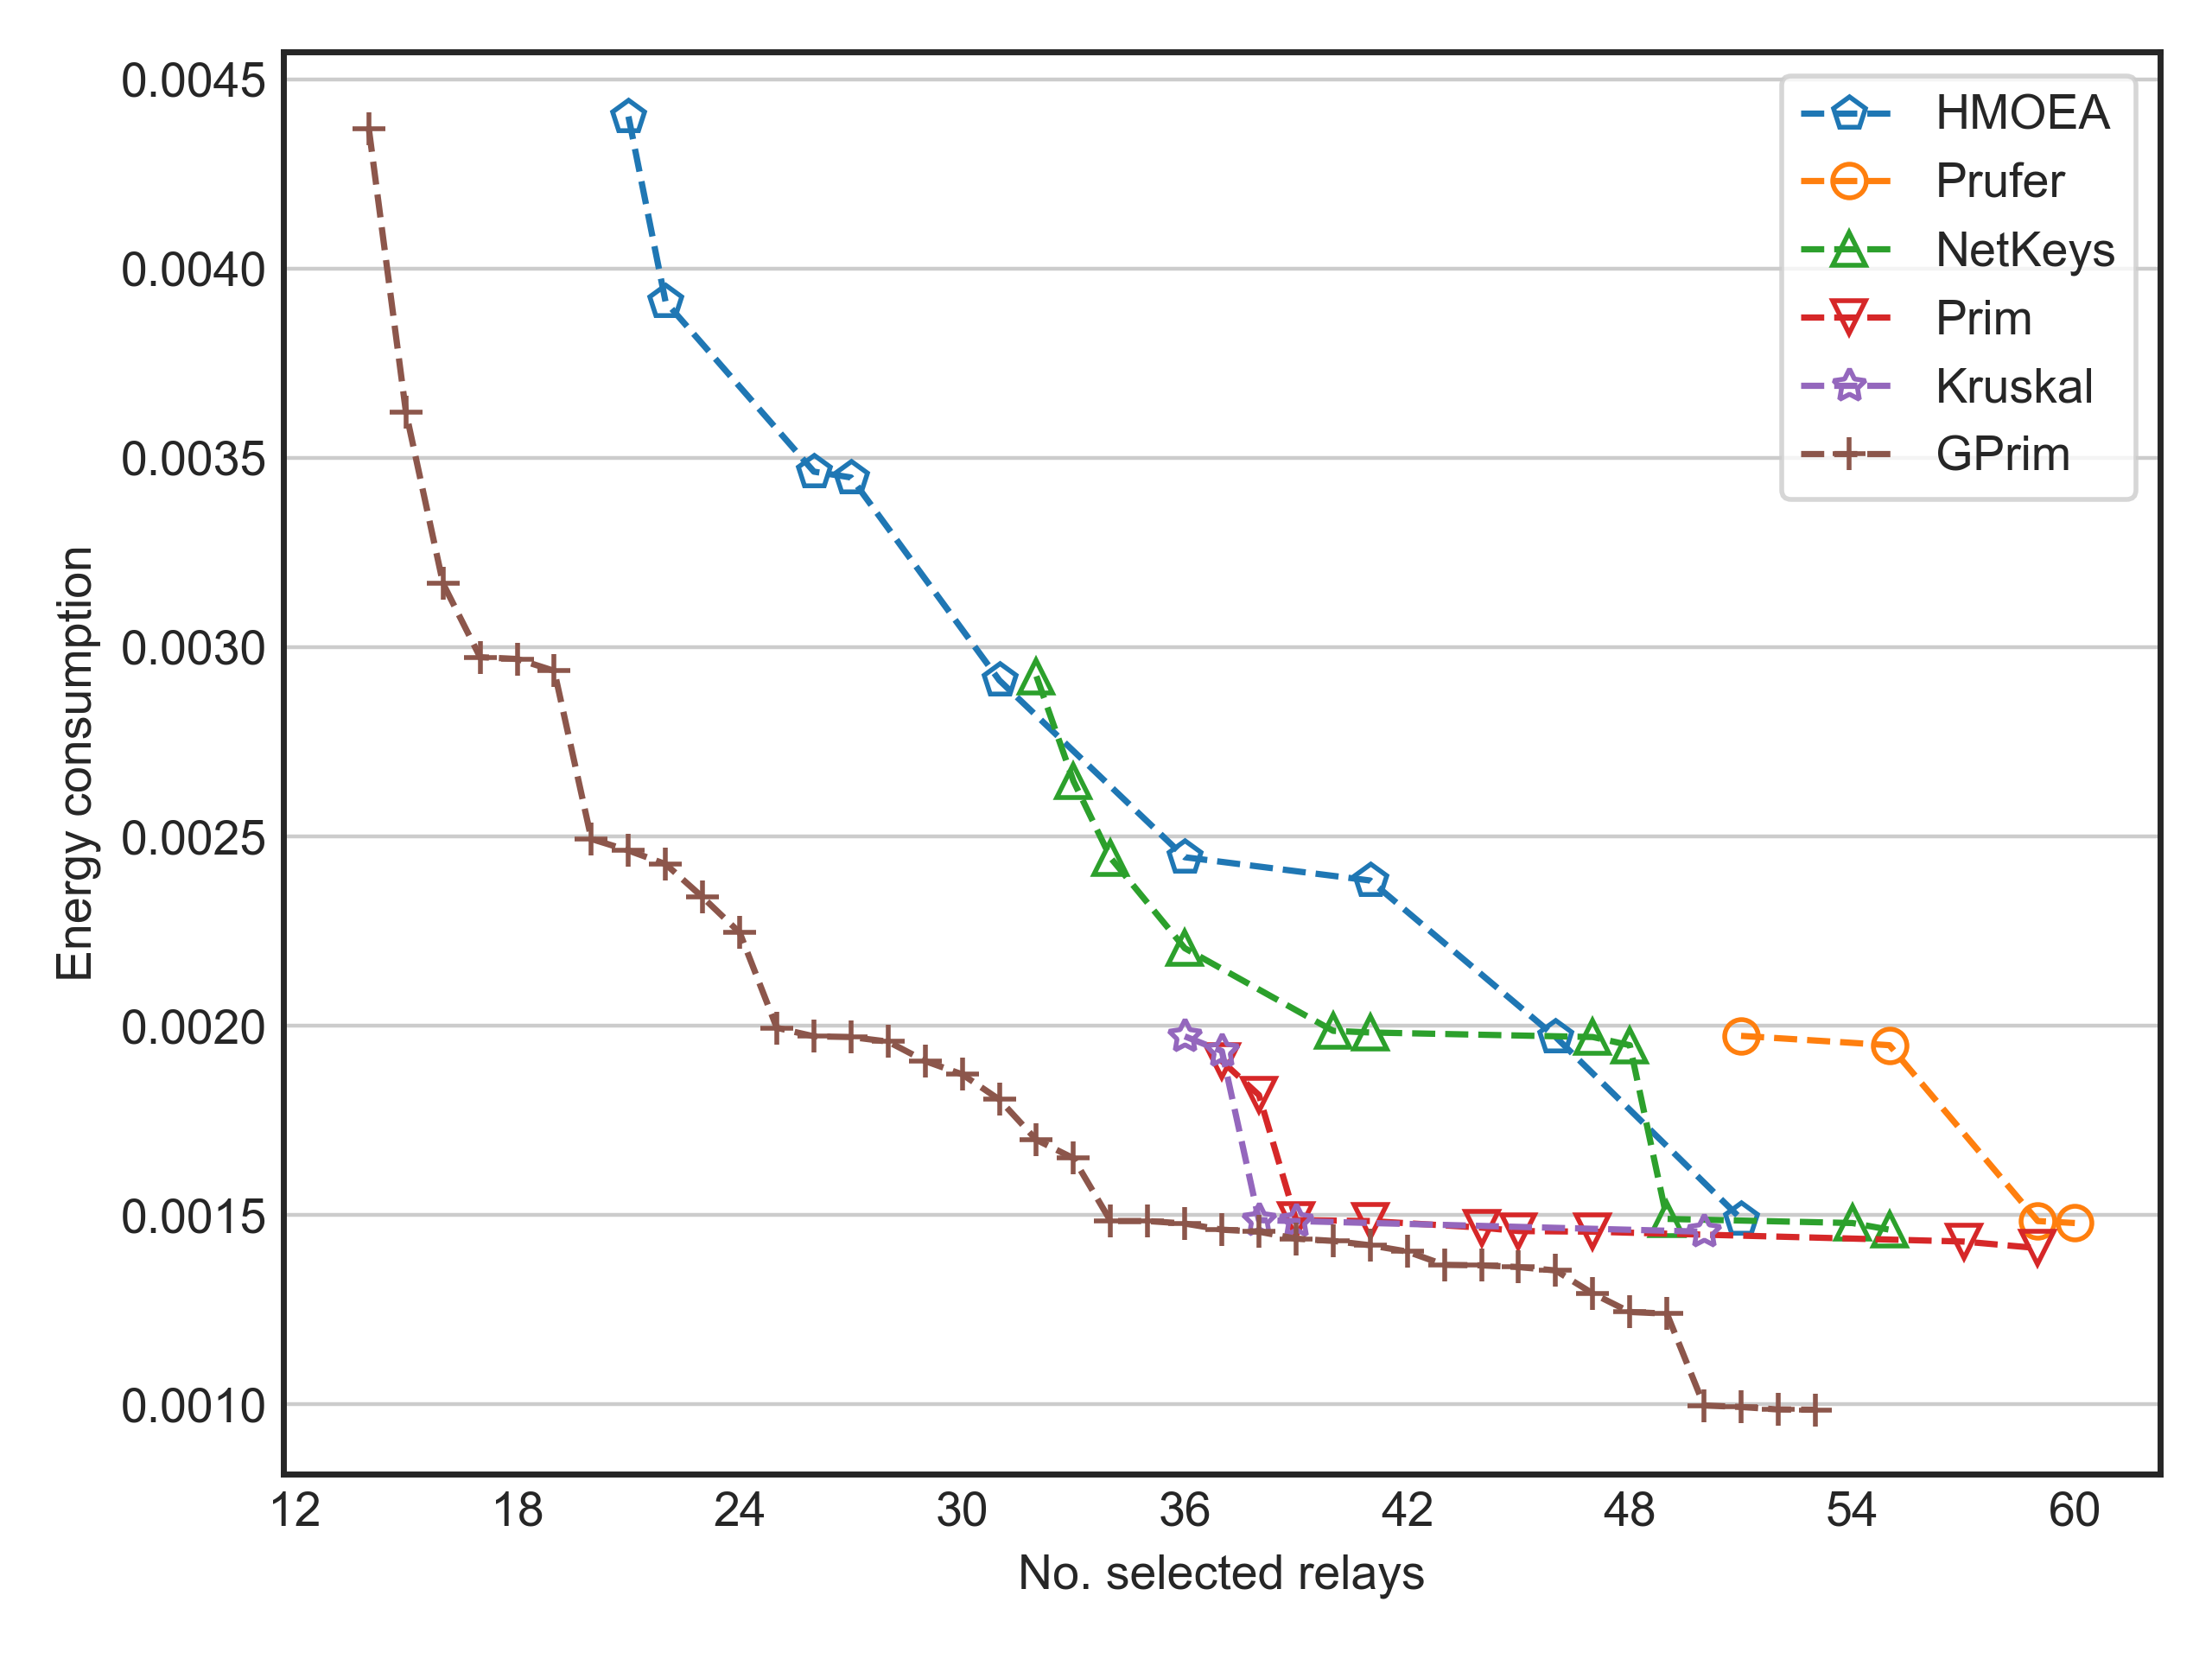 0.0045
0.0040
0.0035
0.0030
0.0025
0.0020
0.0015
0.0010
Energy consumption
12 18 24 30 36 42 48 54 60
No. selected relays
HMOEA
Prufer
NetKeys
Prim
Kruskal
GPrim